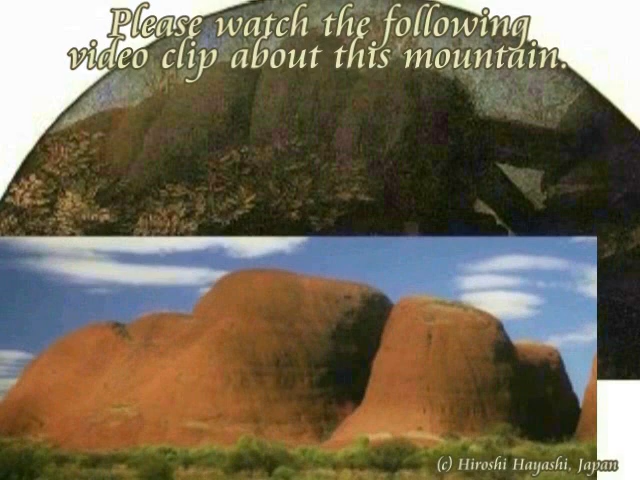 Please watch the following
video clip about this mountain.
(c) Hiroshi Hayashi, Japan